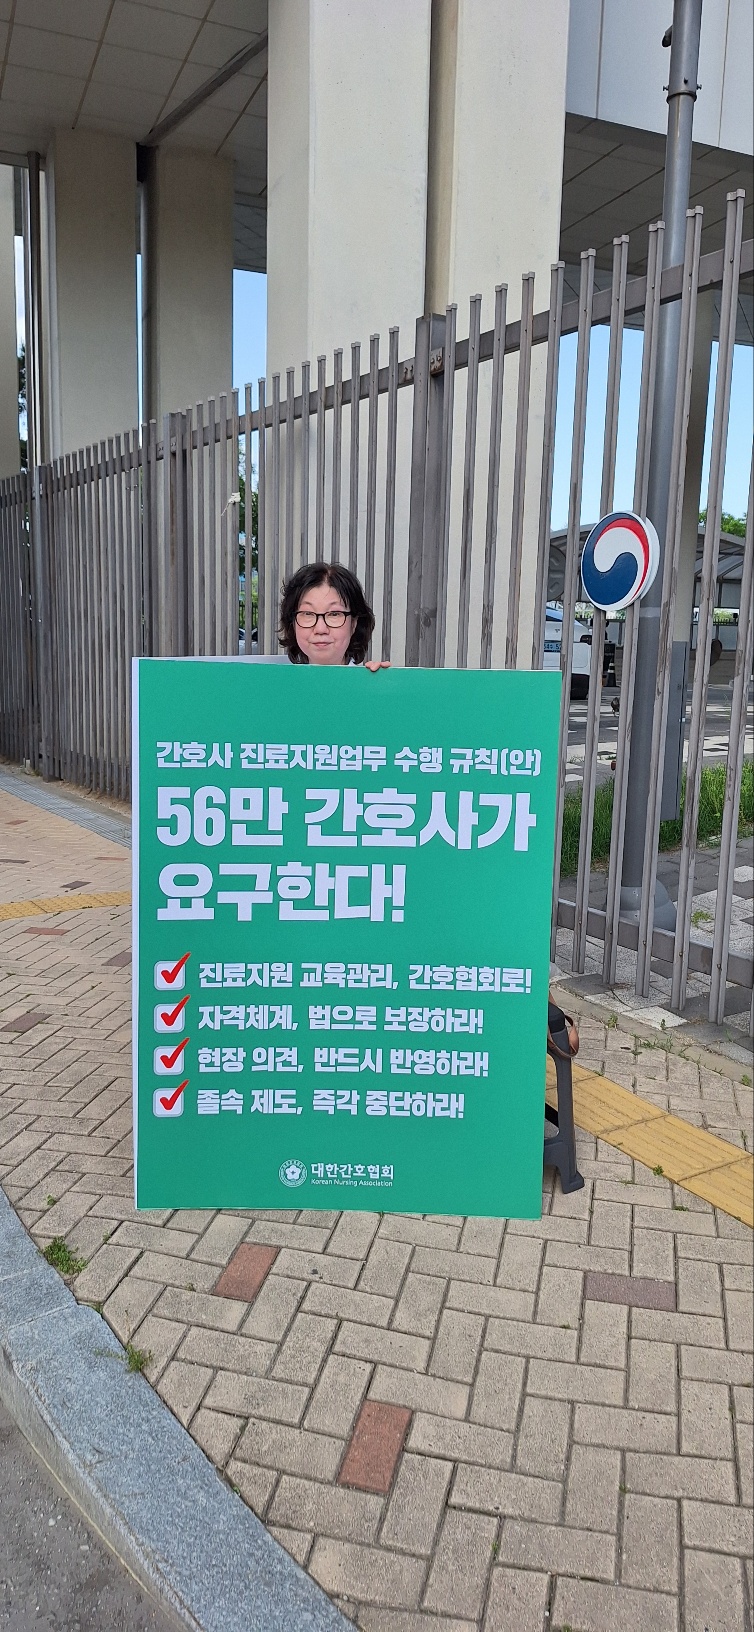 간호사 진료지원업무 수행 규칙(안)
56만 간호사가
요구한다!
진료지원 교육관리, 간호협회로!
자격체계, 법으로 보장하라!
현장 의견, 반드시 반영하라!
졸속 제도, 즉각 중단하라!
대한간호협회
Korean Nursing Association